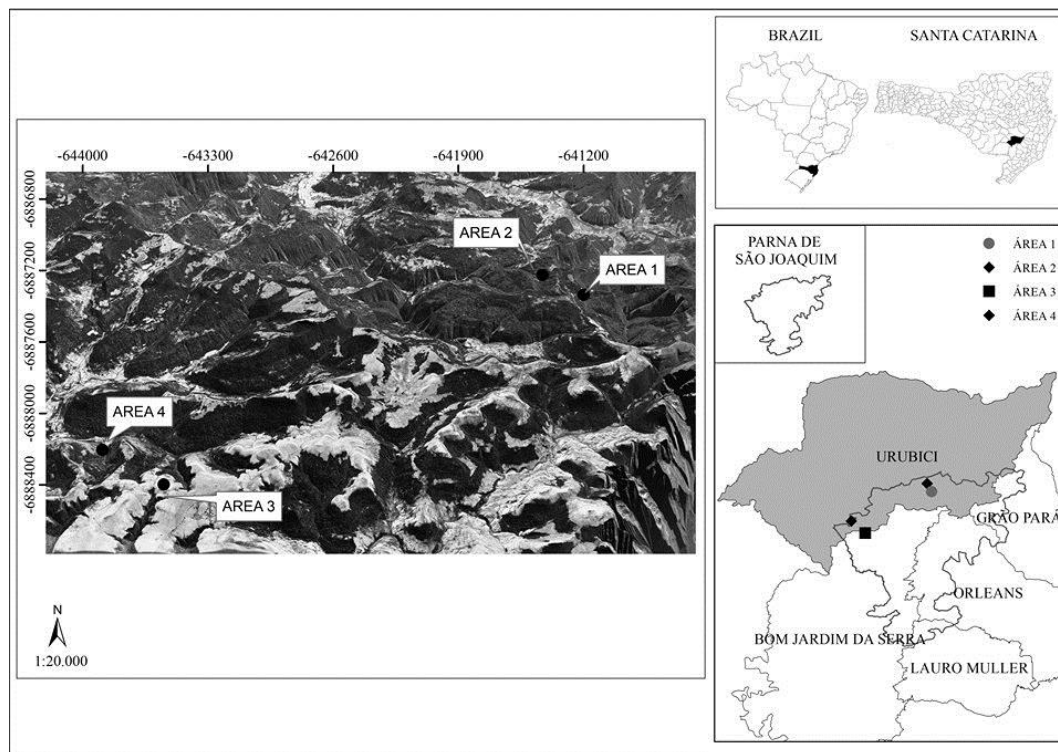 -644000
-643300
-642600
-641900
-641200
-6886800
-6887200
-6887600
-6888000
-6888400
AREA 2
AREA 1
AREA 4
AREA 3
N
1:20.000
BRAZIL
SANTA CATARINA
PARNA DE
SÃO JOAQUIM
ÁREA 1
ÁREA 2
ÁREA 3
ÁREA 4
URUBICI
GRÃO PARÁ
ORLEANS
BOM JARDIM DA SERRA
LAURO MULLER